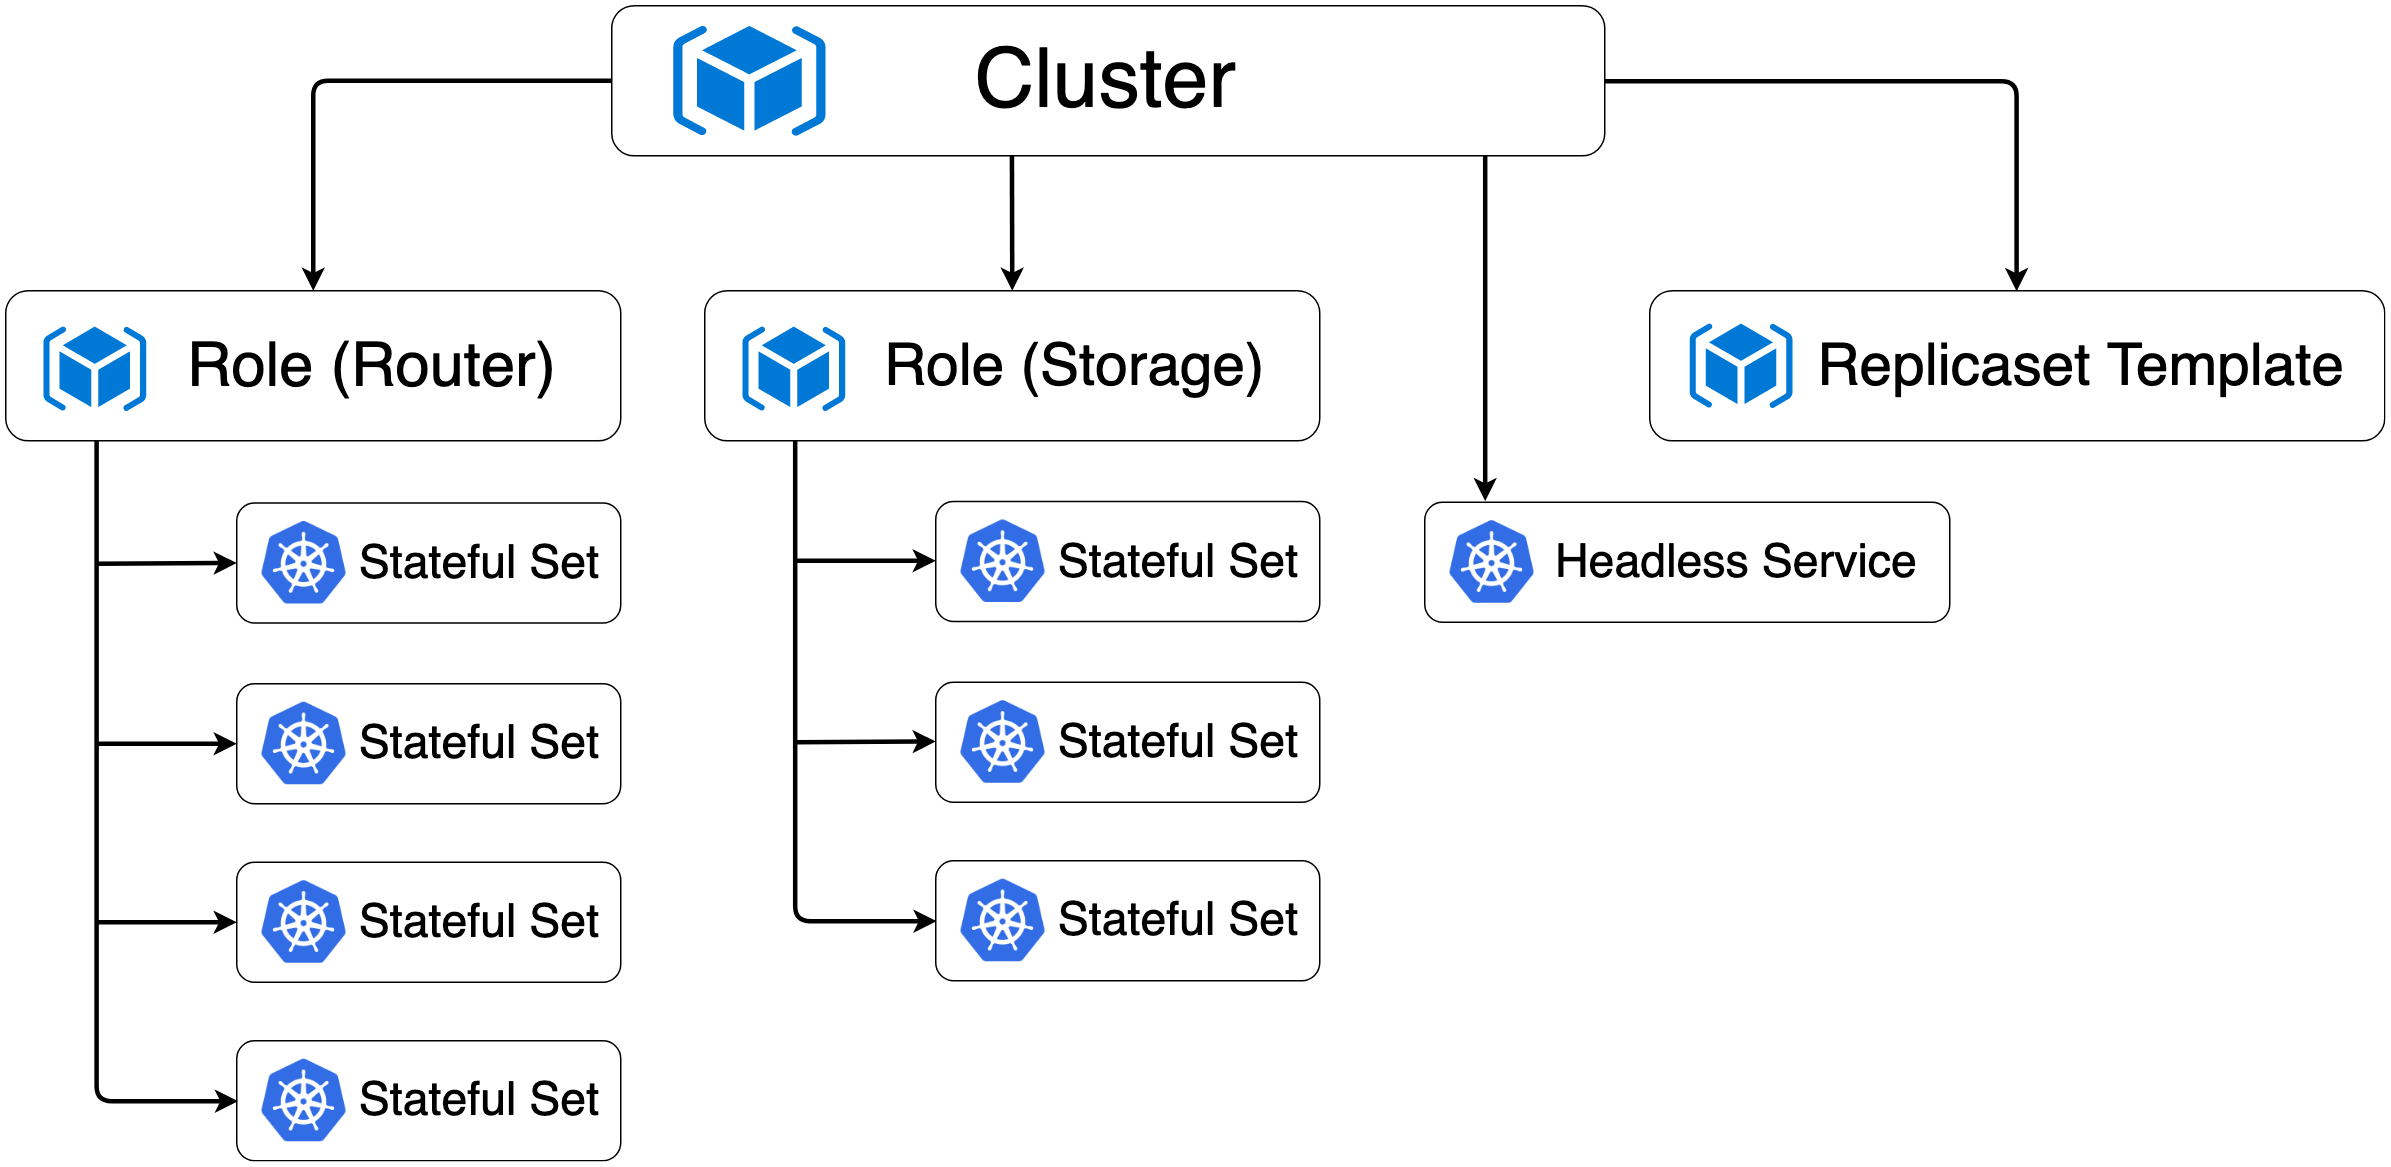 Cluster
Role (Router)
Role (Storage)
Replicaset Template
Stateful Set
Stateful Set
Headless Service
Stateful Set
Stateful Set
Stateful Set
Stateful Set
Stateful Set